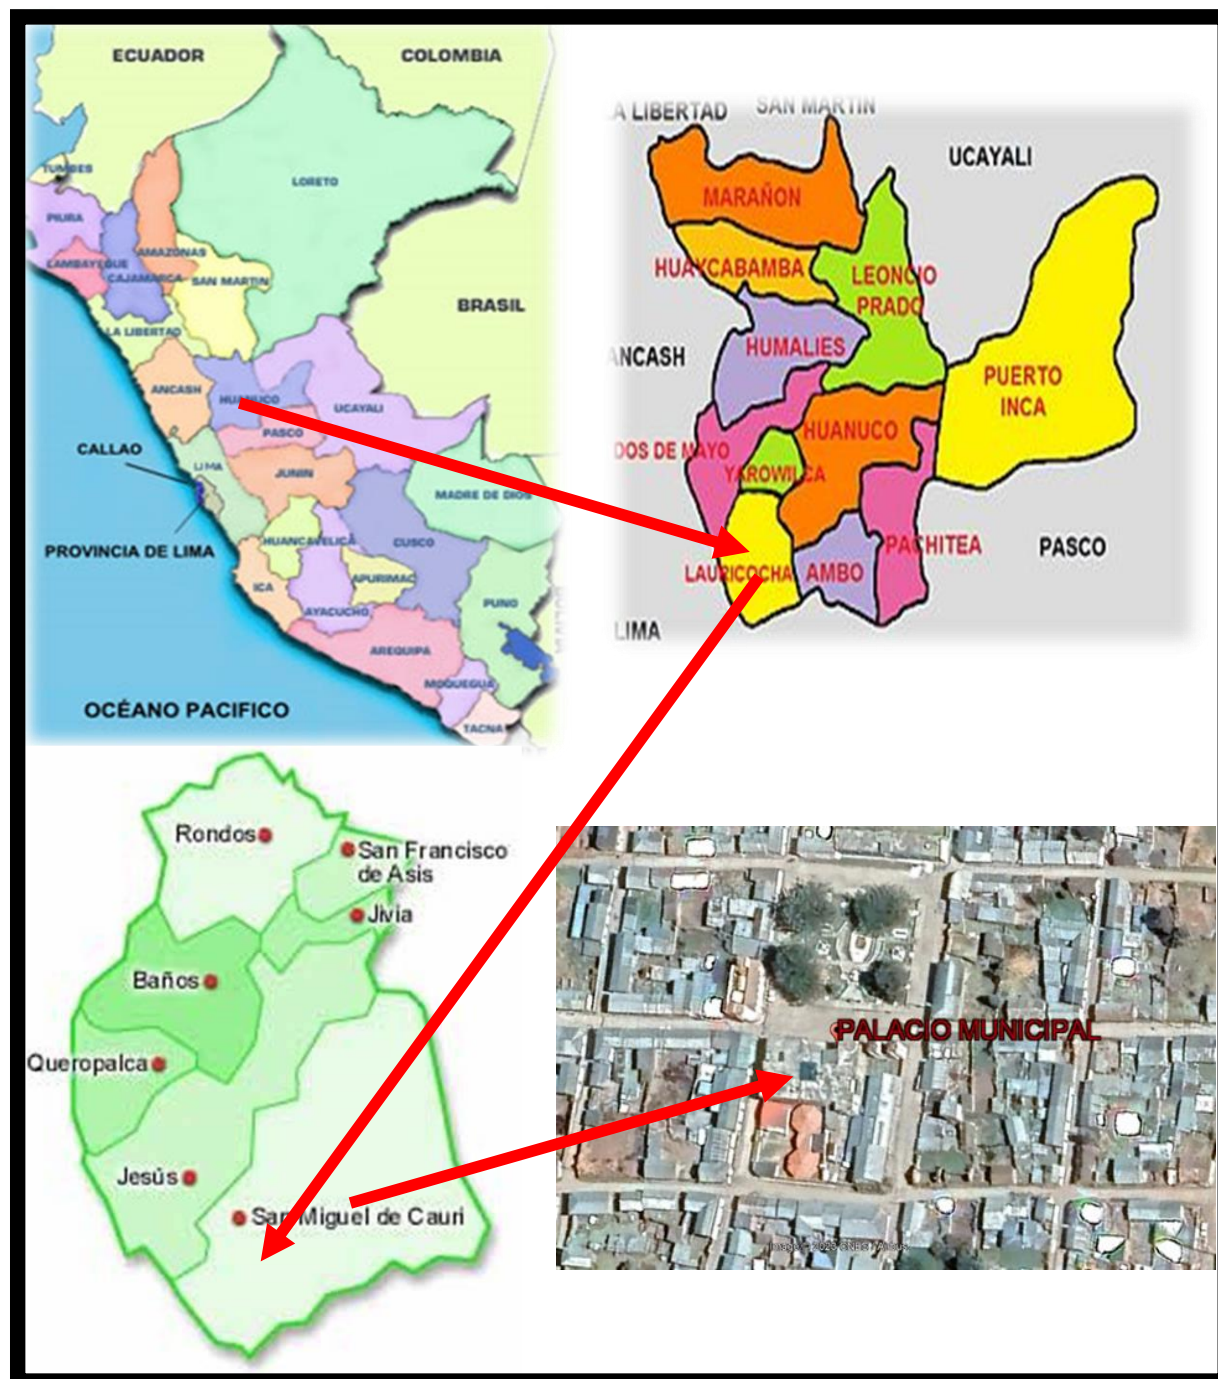 ECUADOR
COLOMBIA
TUMBES
LORETO
PIURA
AMAZONAS
LAMBAYEQUE
CAJAMARCA
SAN MARTIN
BRASIL
LA LIBERTAD
ANCASH
HUANUCO
UCAYALI
CALLAO
PASCO
LIMA
JUNIN
MADRE DE DIOS
PROVINCIA DE LIMA
HUANCAVELICA
CUSCO
ICA
APURIMAC
AYACUCHO
PUNO
AREQUIPA
MOQUEGUA
OCÉANO PACIFICO
TACNA
A LIBERTAD
SAN MARTIN
UCAYALI
MARAÑON
HUAYCABAMBA
LEONCIO
PRADO
ANCASH
HUMALIES
PUERTO
INCA
HUANUCO
DOS DE MAYO
YAROWILCA
PACHITEA
PASCO
LAURICOCHA
AMBO
LIMA
Rondos
San Francisco
de Asis
Jivia
Baños
Queropalca
Jesús
San Miguel de Cauri
PALACIO MUNICIPAL